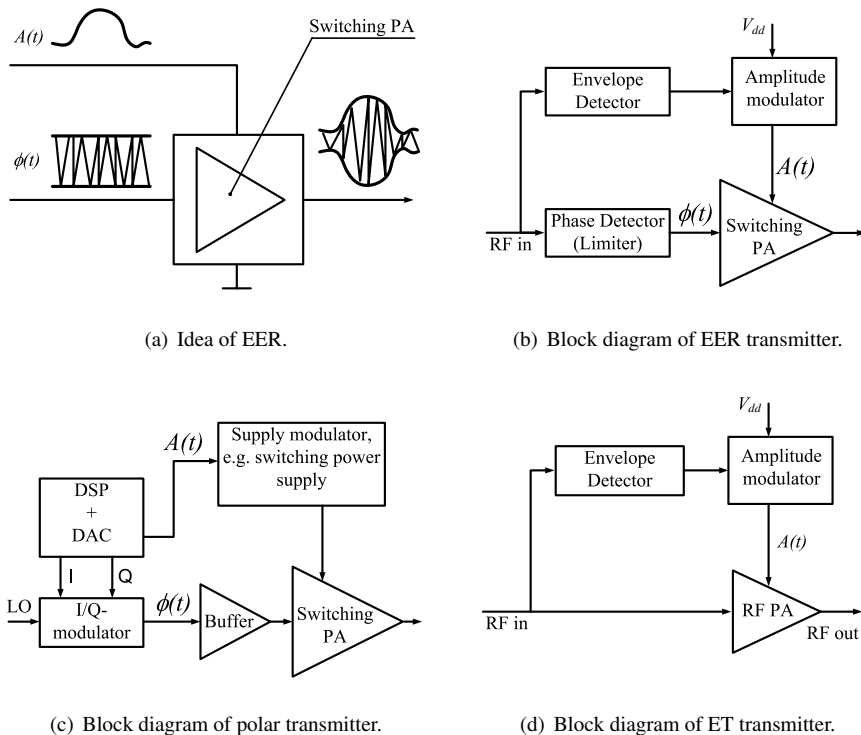 A(t)
Switching PA
ϕ(t)
(a) Idea of EER.
V_dd
Envelope
Detector
Amplitude
modulator
A(t)
RF in
Phase Detector
(Limiter)
ϕ(t)
Switching
PA
(b) Block diagram of EER transmitter.
A(t)
Supply modulator,
e.g. switching power
supply
DSP
+
DAC
I
Q
LO
I/Q-
modulator
ϕ(t)
Buffer
Switching
PA
(c) Block diagram of polar transmitter.
V_dd
Envelope
Detector
Amplitude
modulator
A(t)
RF in
RF PA
RF out
(d) Block diagram of ET transmitter.